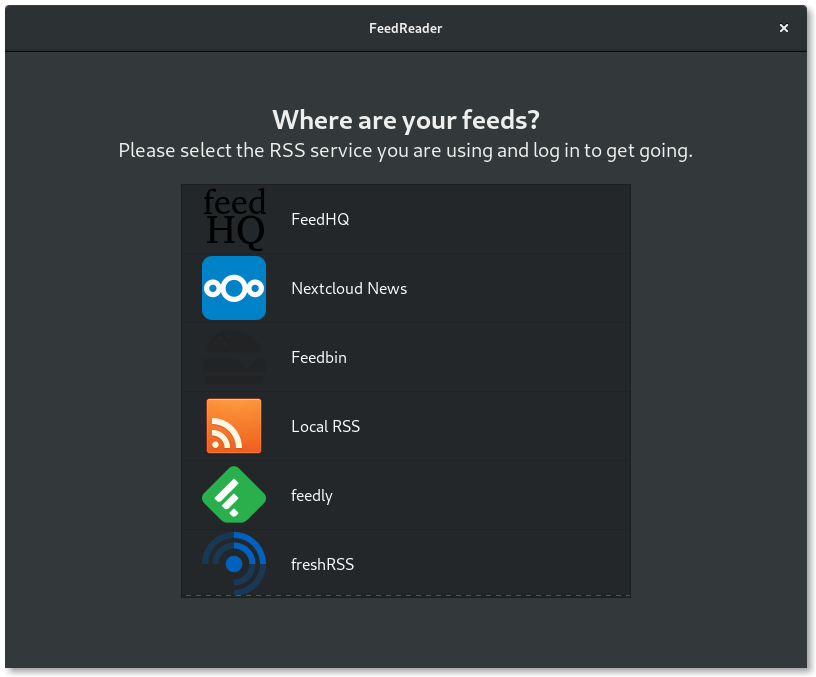 FeedReader
Where are your feeds?
Please select the RSS service you are using and log in to get going.
feed
HQ
FeedHQ
Nextcloud News
Feedbin
Local RSS
feedly
freshRSS